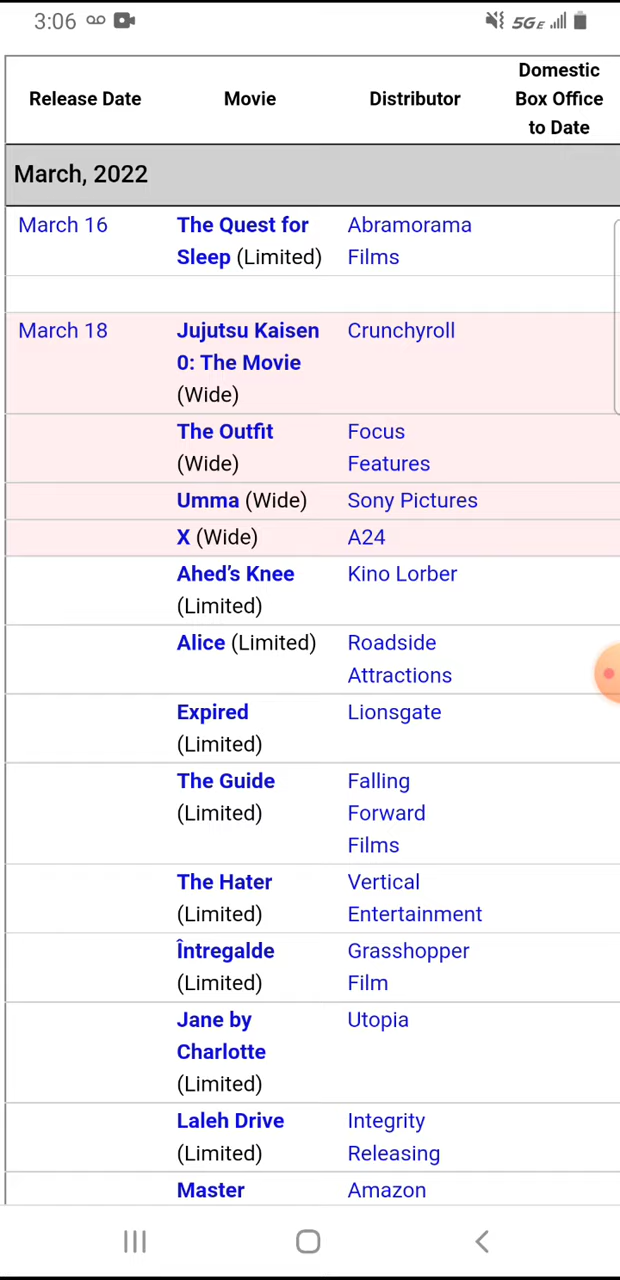 3:06 5GE
Domestic
Release Date Movie Distributor Box Office
to Date
March, 2022
March 16 The Quest for Abramorama
Sleep (Limited) Films
March 18 Jujutsu Kaisen Crunchyroll
0: The Movie
(Wide)
The Outfit Focus
(Wide) Features
Umma (Wide) Sony Pictures
X (Wide) A24
Ahed's Knee Kino Lorber
(Limited)
Alice (Limited) Roadside
Attractions
Expired Lionsgate
(Limited)
The Guide Falling
(Limited) Forward
Films
The Hater Vertical
(Limited) Entertainment
Întregalde Grasshopper
(Limited) Film
Jane by Utopia
Charlotte
(Limited)
Laleh Drive Integrity
(Limited) Releasing
Master Amazon